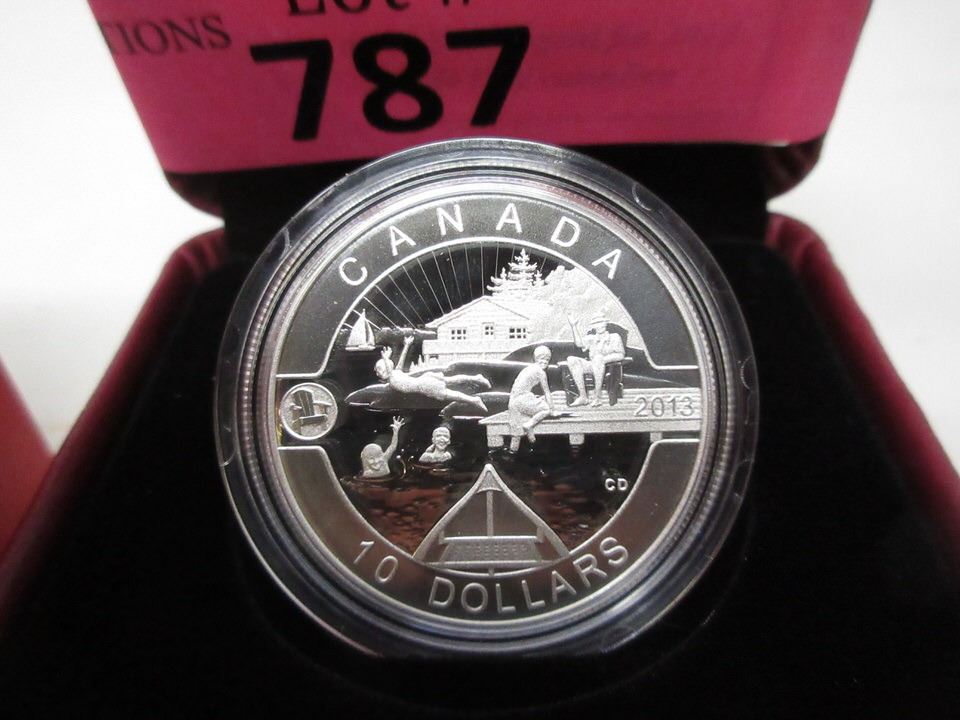 TIONS
787
CANADA
2013
CD
10 DOLLARS